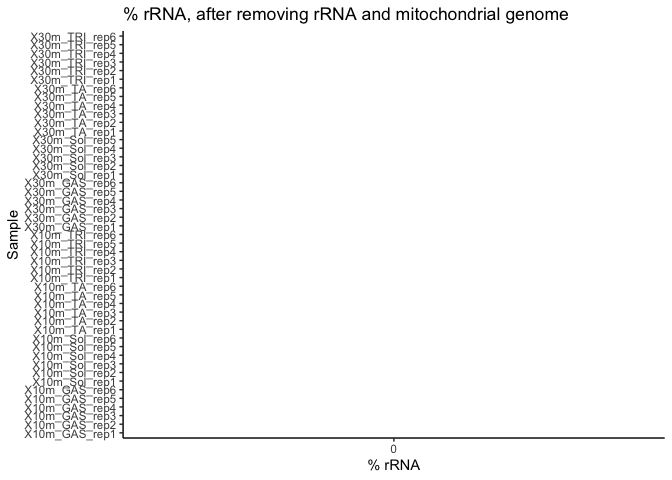 % rRNA, after removing rRNA and mitochondrial genome
X30m_TRI_rep6
X30m_TRI_rep5
X30m_TRI_rep4
X30m_TRI_rep3
X30m_TRI_rep2
X30m_TRI_rep1
X30m_TA_rep6
X30m_TA_rep5
X30m_TA_rep4
X30m_TA_rep3
X30m_TA_rep2
X30m_TA_rep1
X30m_Sol_rep5
X30m_Sol_rep4
X30m_Sol_rep3
X30m_Sol_rep2
X30m_Sol_rep1
X30m_GAS_rep6
X30m_GAS_rep5
X30m_GAS_rep4
X30m_GAS_rep3
X30m_GAS_rep2
X30m_GAS_rep1
X10m_TRI_rep6
X10m_TRI_rep5
X10m_TRI_rep4
X10m_TRI_rep3
X10m_TRI_rep2
X10m_TRI_rep1
X10m_TA_rep6
X10m_TA_rep5
X10m_TA_rep4
X10m_TA_rep3
X10m_TA_rep2
X10m_TA_rep1
X10m_Sol_rep6
X10m_Sol_rep5
X10m_Sol_rep4
X10m_Sol_rep3
X10m_Sol_rep2
X10m_Sol_rep1
X10m_GAS_rep6
X10m_GAS_rep5
X10m_GAS_rep4
X10m_GAS_rep3
X10m_GAS_rep2
X10m_GAS_rep1
Sample
0
% rRNA